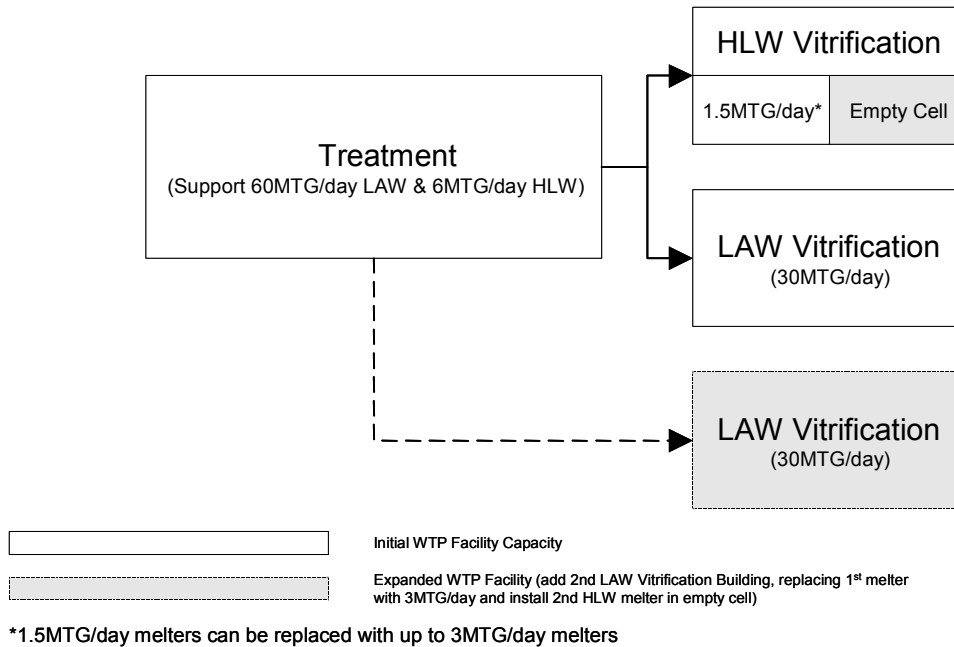 HLW Vitrification
1.5MTG/day*
Empty Cell
Treatment
(Support 60MTG/day LAW & 6MTG/day HLW)
LAW Vitrification
(30MTG/day)
LAW Vitrification
(30MTG/day)
Initial WTP Facility Capacity
Expanded WTP Facility (add 2nd LAW Vitrification Building, replacing 1st melter
with 3MTG/day and install 2nd HLW melter in empty cell)
*1.5MTG/day melters can be replaced with up to 3MTG/day melters